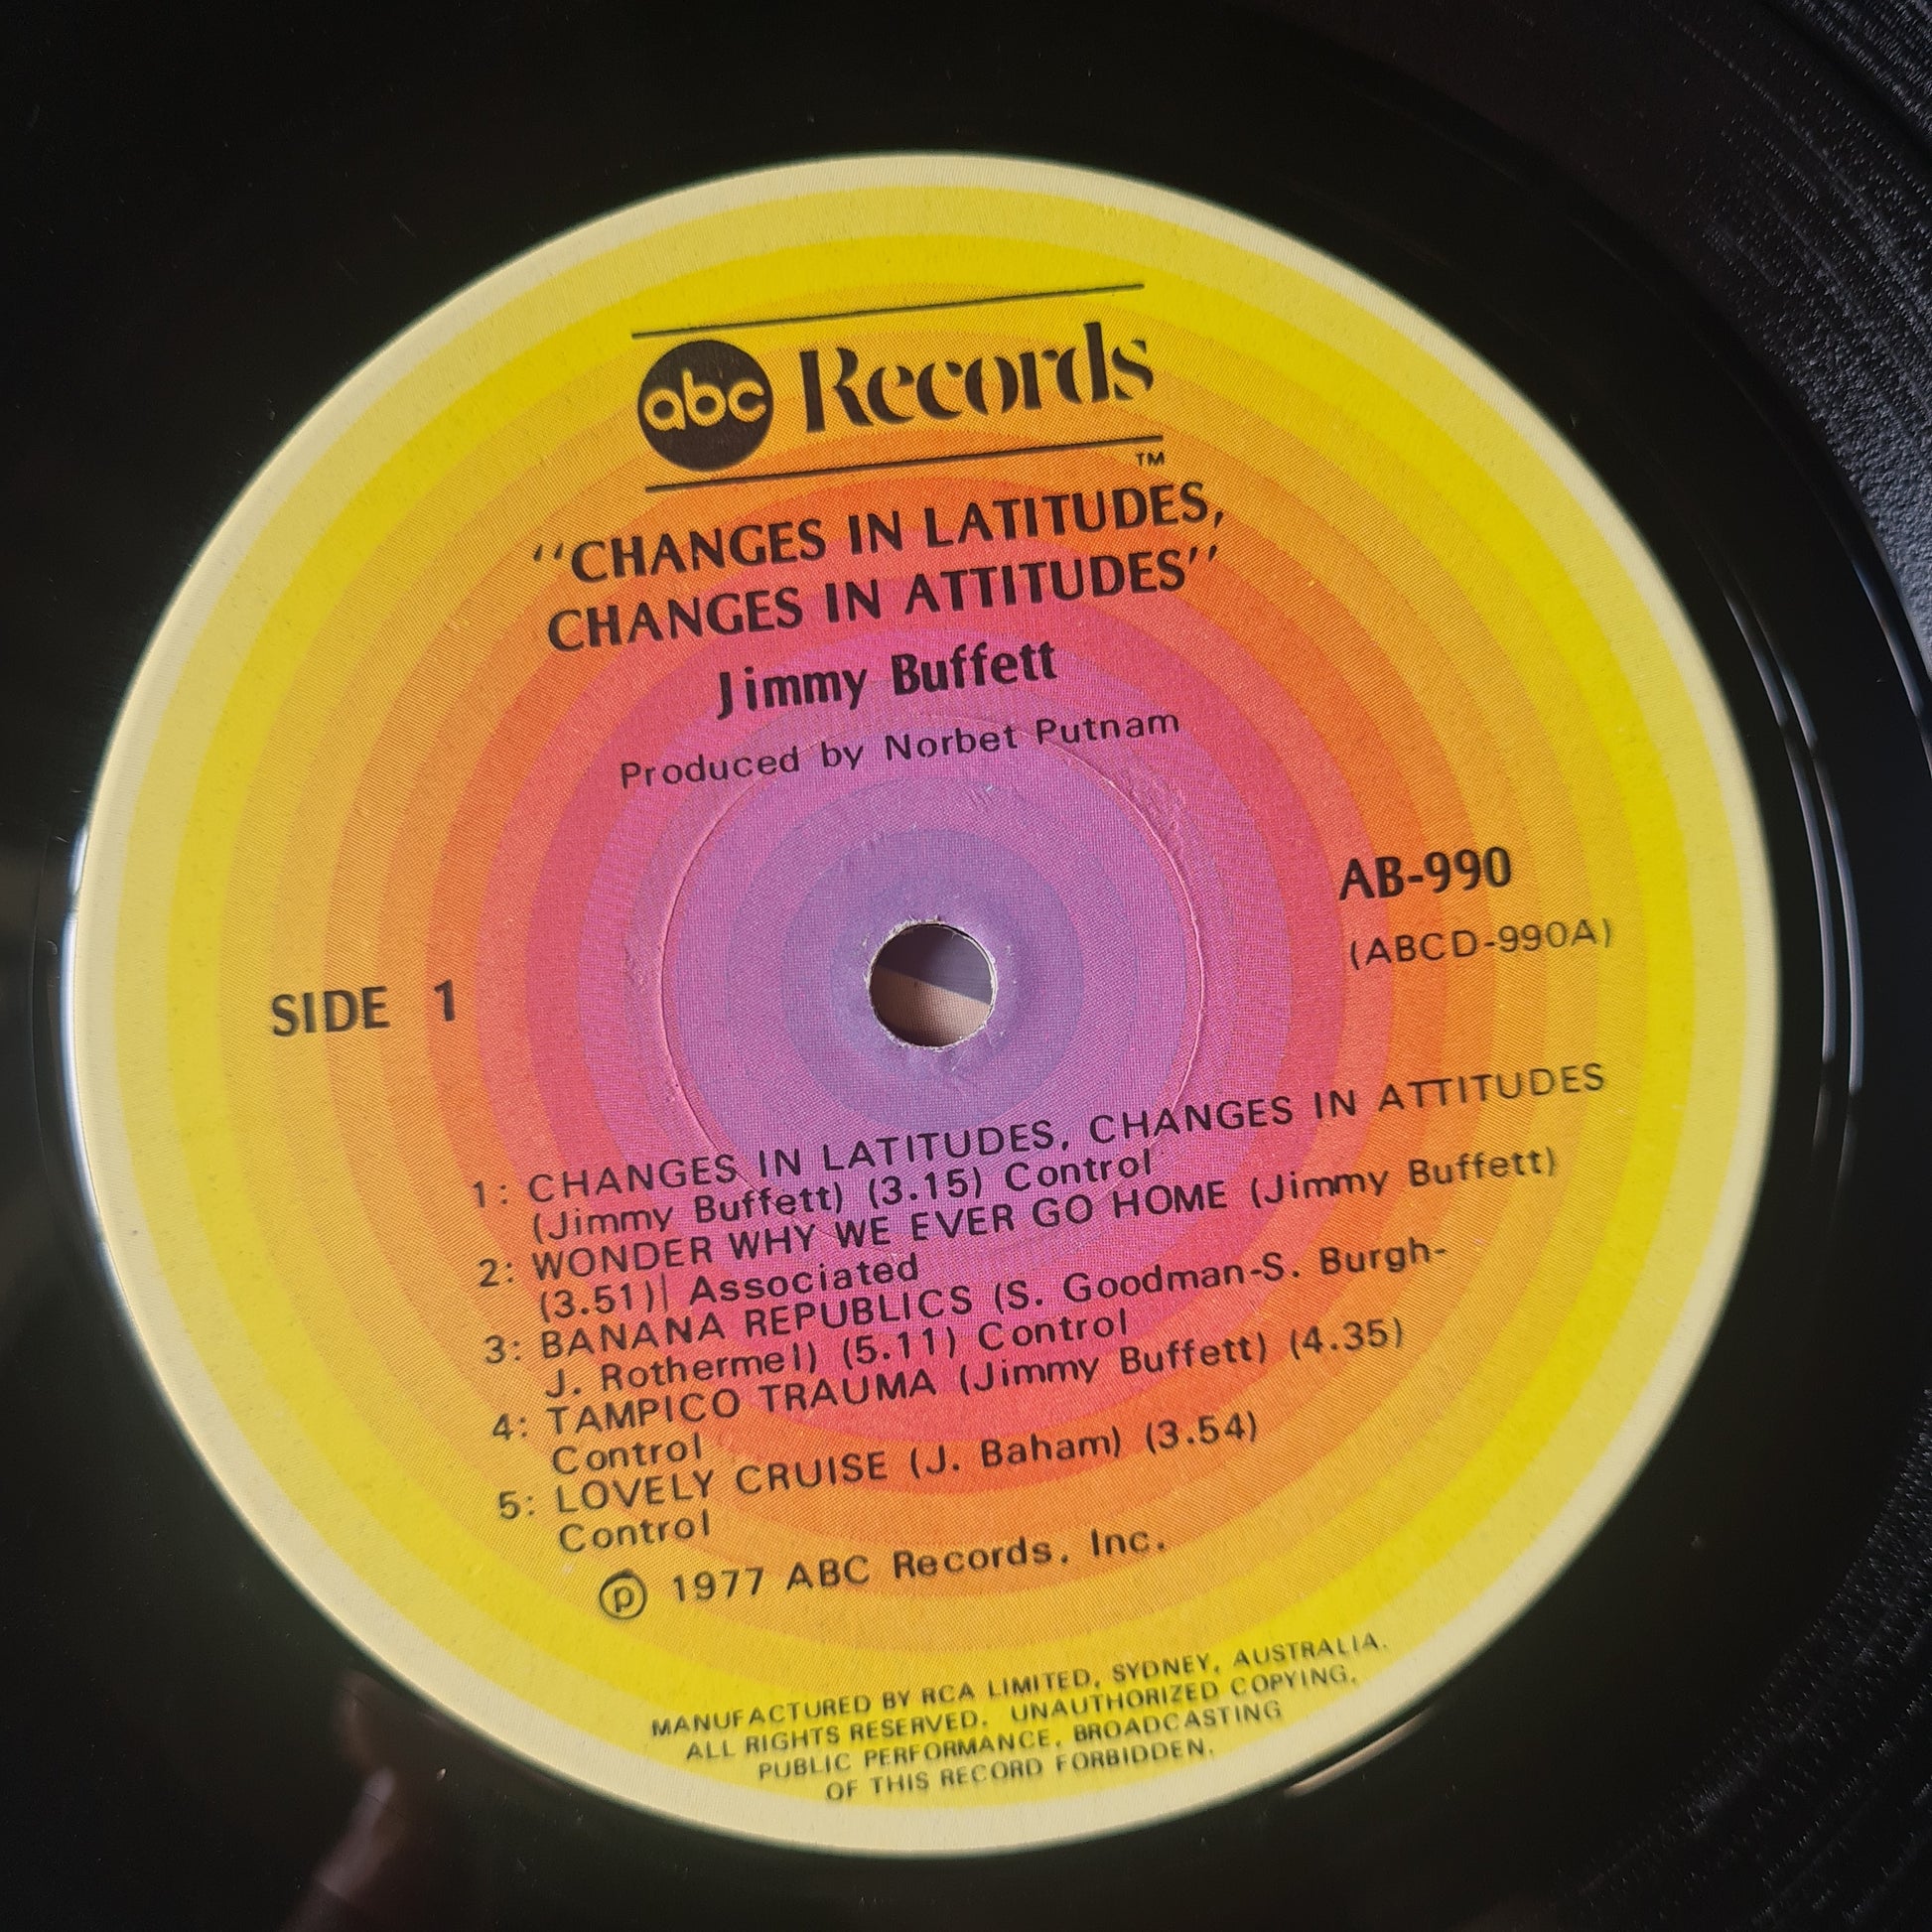 abc Records
TM
"CHANGES IN LATITUDES,
CHANGES IN ATTITUDES"
Jimmy Buffett
Produced by Norbet Putnam
AB-990
(ABCD-990A)
SIDE 1
1: CHANGES IN LATITUDES, CHANGES IN ATTITUDES
(Jimmy Buffett) (3.15) Control
2: WONDER WHY WE EVER GO HOME (Jimmy Buffett)
(3.51)| Associated
3: BANANA REPUBLICS (S. Goodman-S. Burgh-
J. Rothermel) (5.11) Control
4: TAMPICO TRAUMA (Jimmy Buffett) (4.35)
Control
5: LOVELY CRUISE (J. Baham) (3.54)
Control
℗ 1977 ABC Records, Inc.
MANUFACTURED BY RCA LIMITED, SYDNEY, AUSTRALIA.
ALL RIGHTS RESERVED. UNAUTHORIZED COPYING,
PUBLIC PERFORMANCE, BROADCASTING
OF THIS RECORD FORBIDDEN.